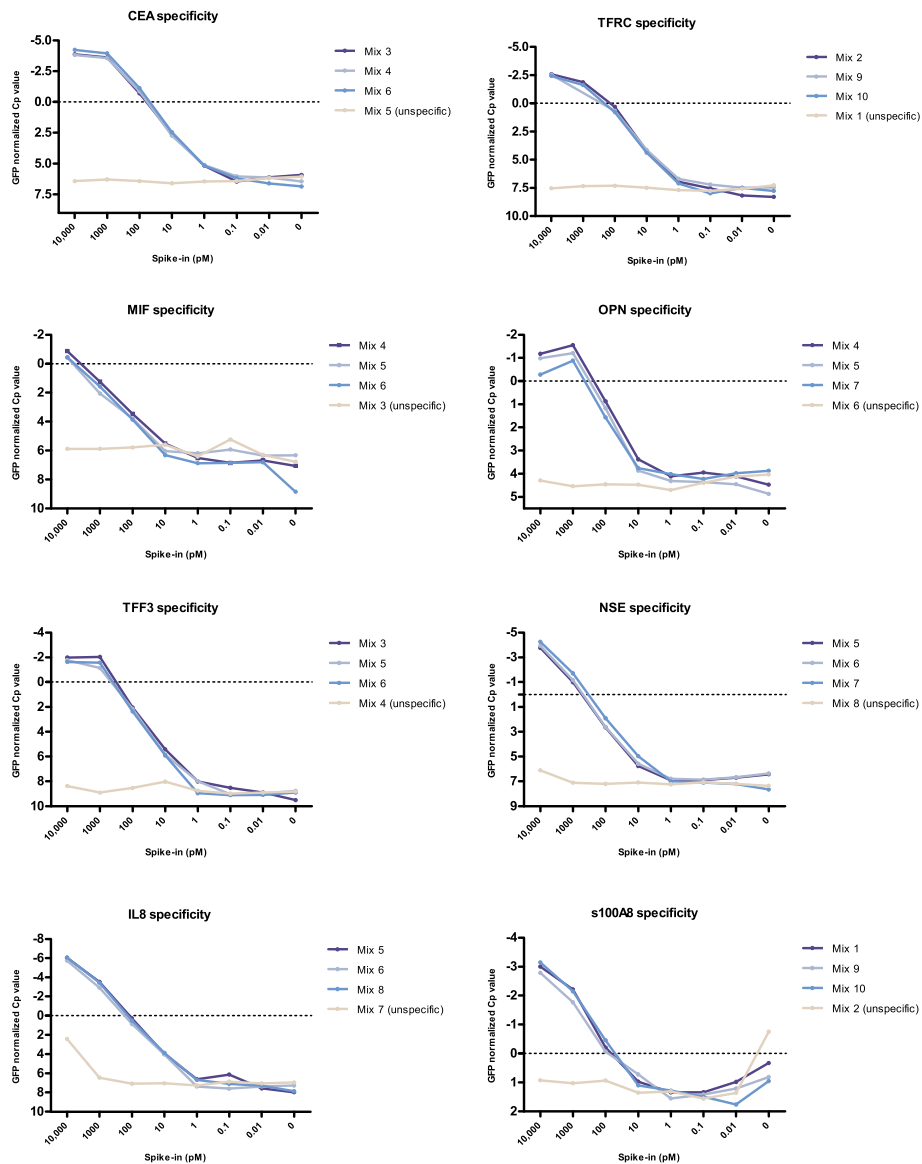 CEA specificity
GFP normalized Cp value
-5.0
-2.5
0.0
2.5
5.0
7.5
10,000
1000
100
10
1
0.1
0.01
0
Spike-in (pM)
Mix 3
Mix 4
Mix 6
Mix 5 (unspecific)
TFRC specificity
GFP normalized Cp value
-5.0
-2.5
0.0
2.5
5.0
7.5
10.0
10,000
1000
100
10
1
0.1
0.01
0
Spike-in (pM)
Mix 2
Mix 9
Mix 10
Mix 1 (unspecific)
MIF specificity
GFP normalized Cp value
-2
0
2
4
6
8
10
10,000
1000
100
10
1
0.1
0.01
0
Spike-in (pM)
Mix 4
Mix 5
Mix 6
Mix 3 (unspecific)
OPN specificity
GFP normalized Cp value
-2
-1
0
1
2
3
4
5
10,000
1000
100
10
1
0.1
0.01
0
Spike-in (pM)
Mix 4
Mix 5
Mix 7
Mix 6 (unspecific)
TFF3 specificity
GFP normalized Cp value
-4
-2
0
2
4
6
8
10
10,000
1000
100
10
1
0.1
0.01
0
Spike-in (pM)
Mix 3
Mix 5
Mix 6
Mix 4 (unspecific)
NSE specificity
GFP normalized Cp value
-5
-3
-1
1
3
5
7
9
10,000
1000
100
10
1
0.1
0.01
0
Spike-in (pM)
Mix 5
Mix 6
Mix 7
Mix 8 (unspecific)
IL8 specificity
GFP normalized Cp value
-8
-6
-4
-2
0
2
4
6
8
10
10,000
1000
100
10
1
0.1
0.01
0
Spike-in (pM)
Mix 5
Mix 6
Mix 8
Mix 7 (unspecific)
s100A8 specificity
GFP normalized Cp value
-4
-3
-2
-1
0
1
2
10,000
1000
100
10
1
0.1
0.01
0
Spike-in (pM)
Mix 1
Mix 9
Mix 10
Mix 2 (unspecific)